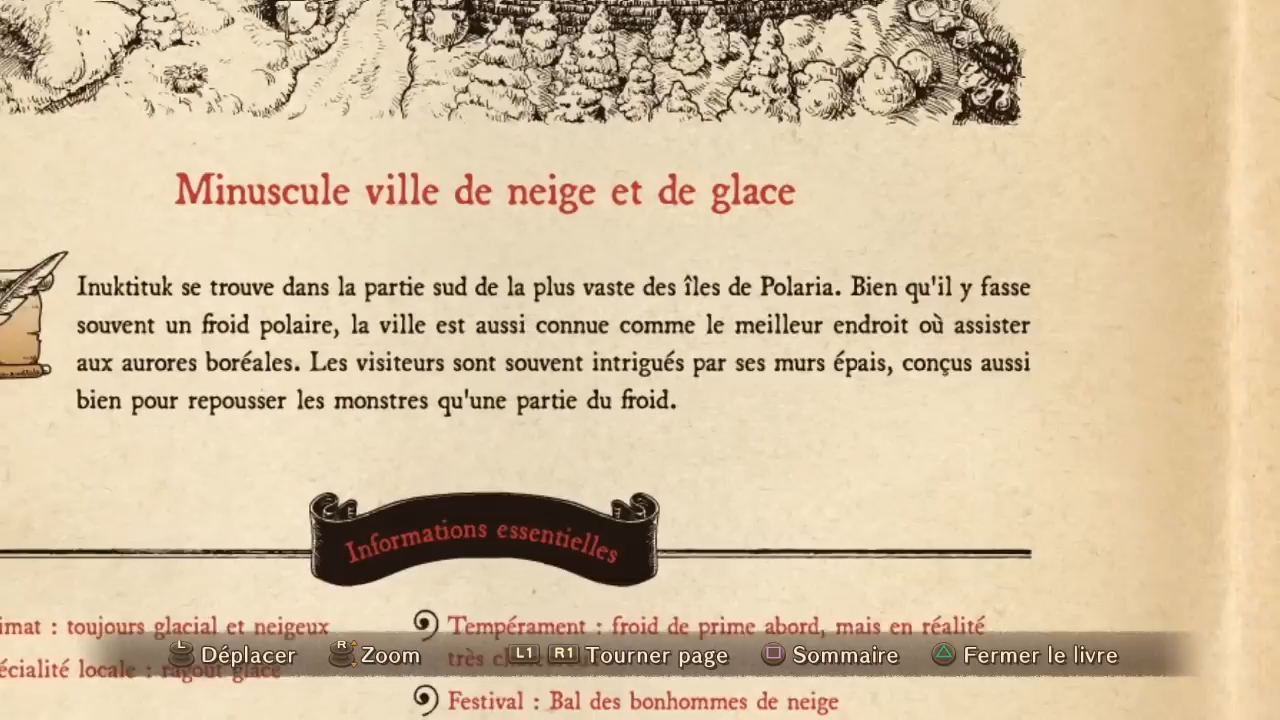 Minuscule ville de neige et de glace
Inuktituk se trouve dans la partie sud de la plus vaste des îles de Polaria. Bien qu'il y fasse
souvent un froid polaire, la ville est aussi connue comme le meilleur endroit où assister
aux aurores boréales. Les visiteurs sont souvent intrigués par ses murs épais, conçus aussi
bien pour repousser les monstres qu'une partie du froid.
Informations essentielles
imat : toujours glacial et neigeux
écialité locale : ragoût glacé
Tempérament : froid de prime abord, mais en réalité
très
Festival : Bal des bonhommes de neige
L Déplacer R Zoom L1 R1 Tourner page Sommaire Fermer le livre